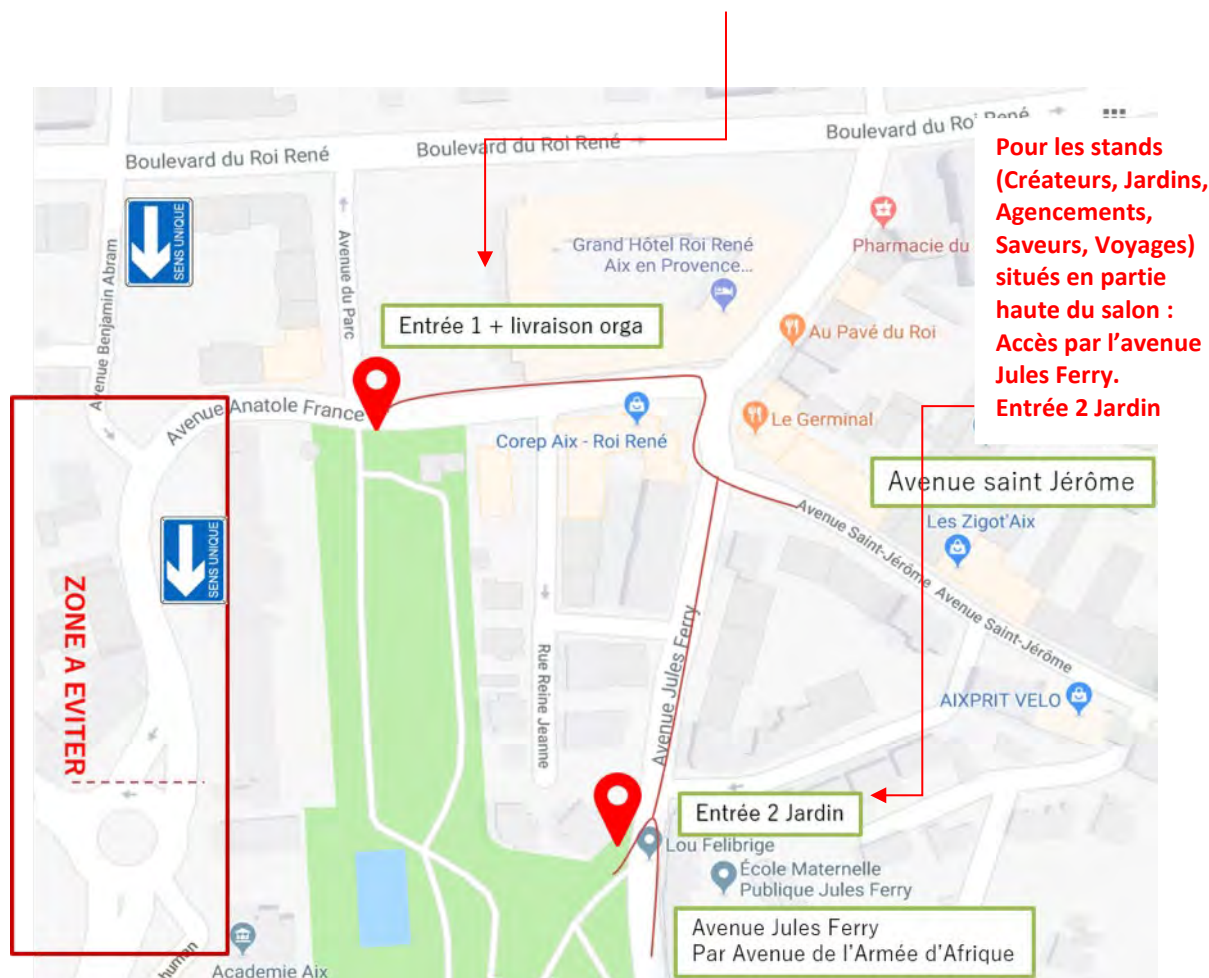 Boulevard du Roi René
Boulevard du Roi René
Boulevard du Roi René
Pour les stands
(Créateurs, Jardins,
Agencements,
Saveurs, Voyages)
situés en partie
haute du salon :
Accès par l'avenue
Jules Ferry.
Entrée 2 Jardin
SENS UNIQUE
Avenue Benjamin Abram
Avenue du Parc
Grand Hôtel Roi René
Aix en Provence...
Pharmacie du
Entrée 1 + livraison orga
Au Pavé du Roi
Avenue Anatole France
Corep Aix - Roi René
Le Germinal
Avenue saint Jérôme
Les Zigot'Aix
Avenue Saint-Jérôme
Avenue Saint-Jérôme
SENS UNIQUE
ZONE A EVITER
Rue Reine Jeanne
Avenue Jules Ferry
AIXPRIT VELO
Entrée 2 Jardin
Lou Felibrige
École Maternelle
Publique Jules Ferry
Avenue Jules Ferry
Par Avenue de l'Armée d'Afrique
Academie Aix